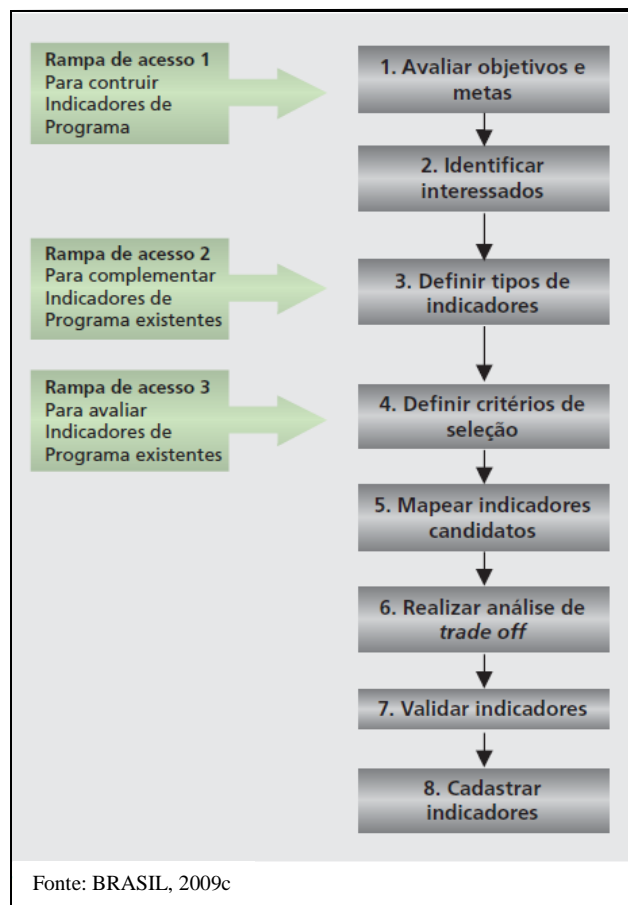 Rampa de acesso 1
Para contruir
Indicadores de
Programa
1. Avaliar objetivos e
metas
2. Identificar
interessados
Rampa de acesso 2
Para complementar
Indicadores de
Programa existentes
3. Definir tipos de
indicadores
Rampa de acesso 3
Para avaliar
Indicadores de
Programa existentes
4. Definir critérios de
seleção
5. Mapear indicadores
candidatos
6. Realizar análise de
trade off
7. Validar indicadores
8. Cadastrar
indicadores
Fonte: BRASIL, 2009c